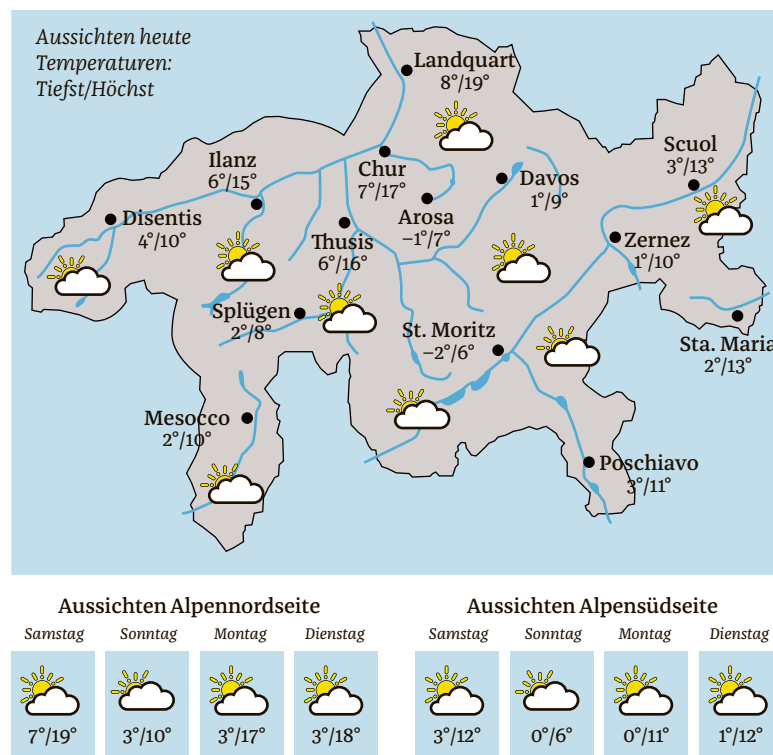 Aussichten heute
Temperaturen:
Tiefst/Höchst
Landquart
8°/19°
Ilanz
6°/15°
Chur
7°/17°
Davos
1°/9°
Scuol
3°/13°
Disentis
4°/10°
Arosa
–1°/7°
Thusis
6°/16°
Zernez
1°/10°
Splügen
2°/8°
St. Moritz
–2°/6°
Sta. Maria
2°/13°
Mesocco
2°/10°
Poschiavo
3°/11°
Aussichten Alpennordseite
Samstag Sonntag Montag Dienstag
7°/19° 3°/10° 3°/17° 3°/18°
Aussichten Alpensüdseite
Samstag Sonntag Montag Dienstag
3°/12° 0°/6° 0°/11° 1°/12°